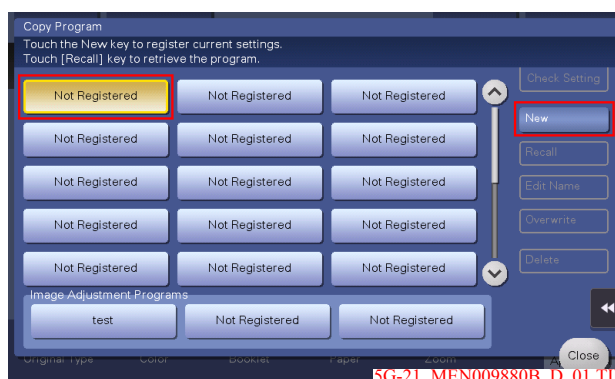 Copy Program
Touch the New key to register current settings.
Touch [Recall] key to retrieve the program.
Check Setting
Not Registered Not Registered Not Registered
New
Not Registered Not Registered Not Registered
Recall
Not Registered Not Registered Not Registered
Edit Name
Not Registered Not Registered Not Registered
Overwrite
Not Registered Not Registered Not Registered
Delete
Image Adjustment Programs
test Not Registered Not Registered
Close
Original Type Color Booklet Paper Zoom